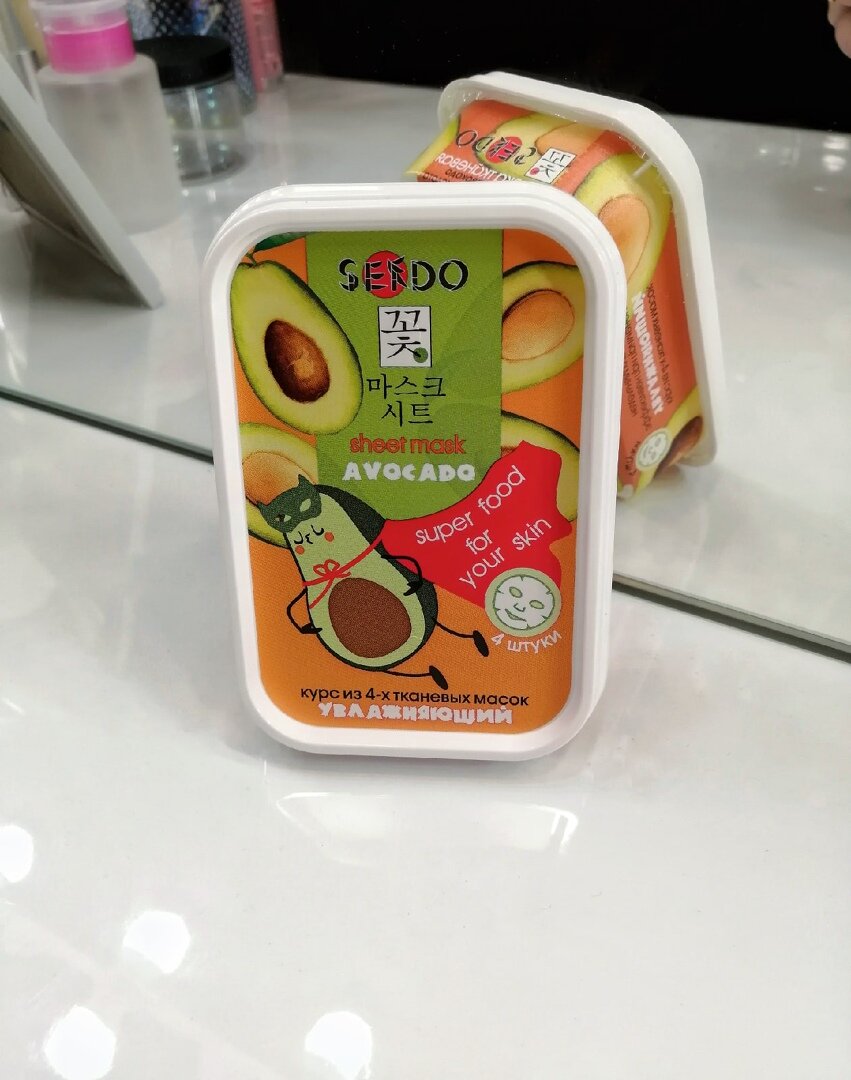 SENDO
꽃
마스크
시트
sheet mask
AVOCADO
super food
for
your skin
4 штуки
курс из 4-х тканевых масок
УВЛАЖНЯЮЩИЙ